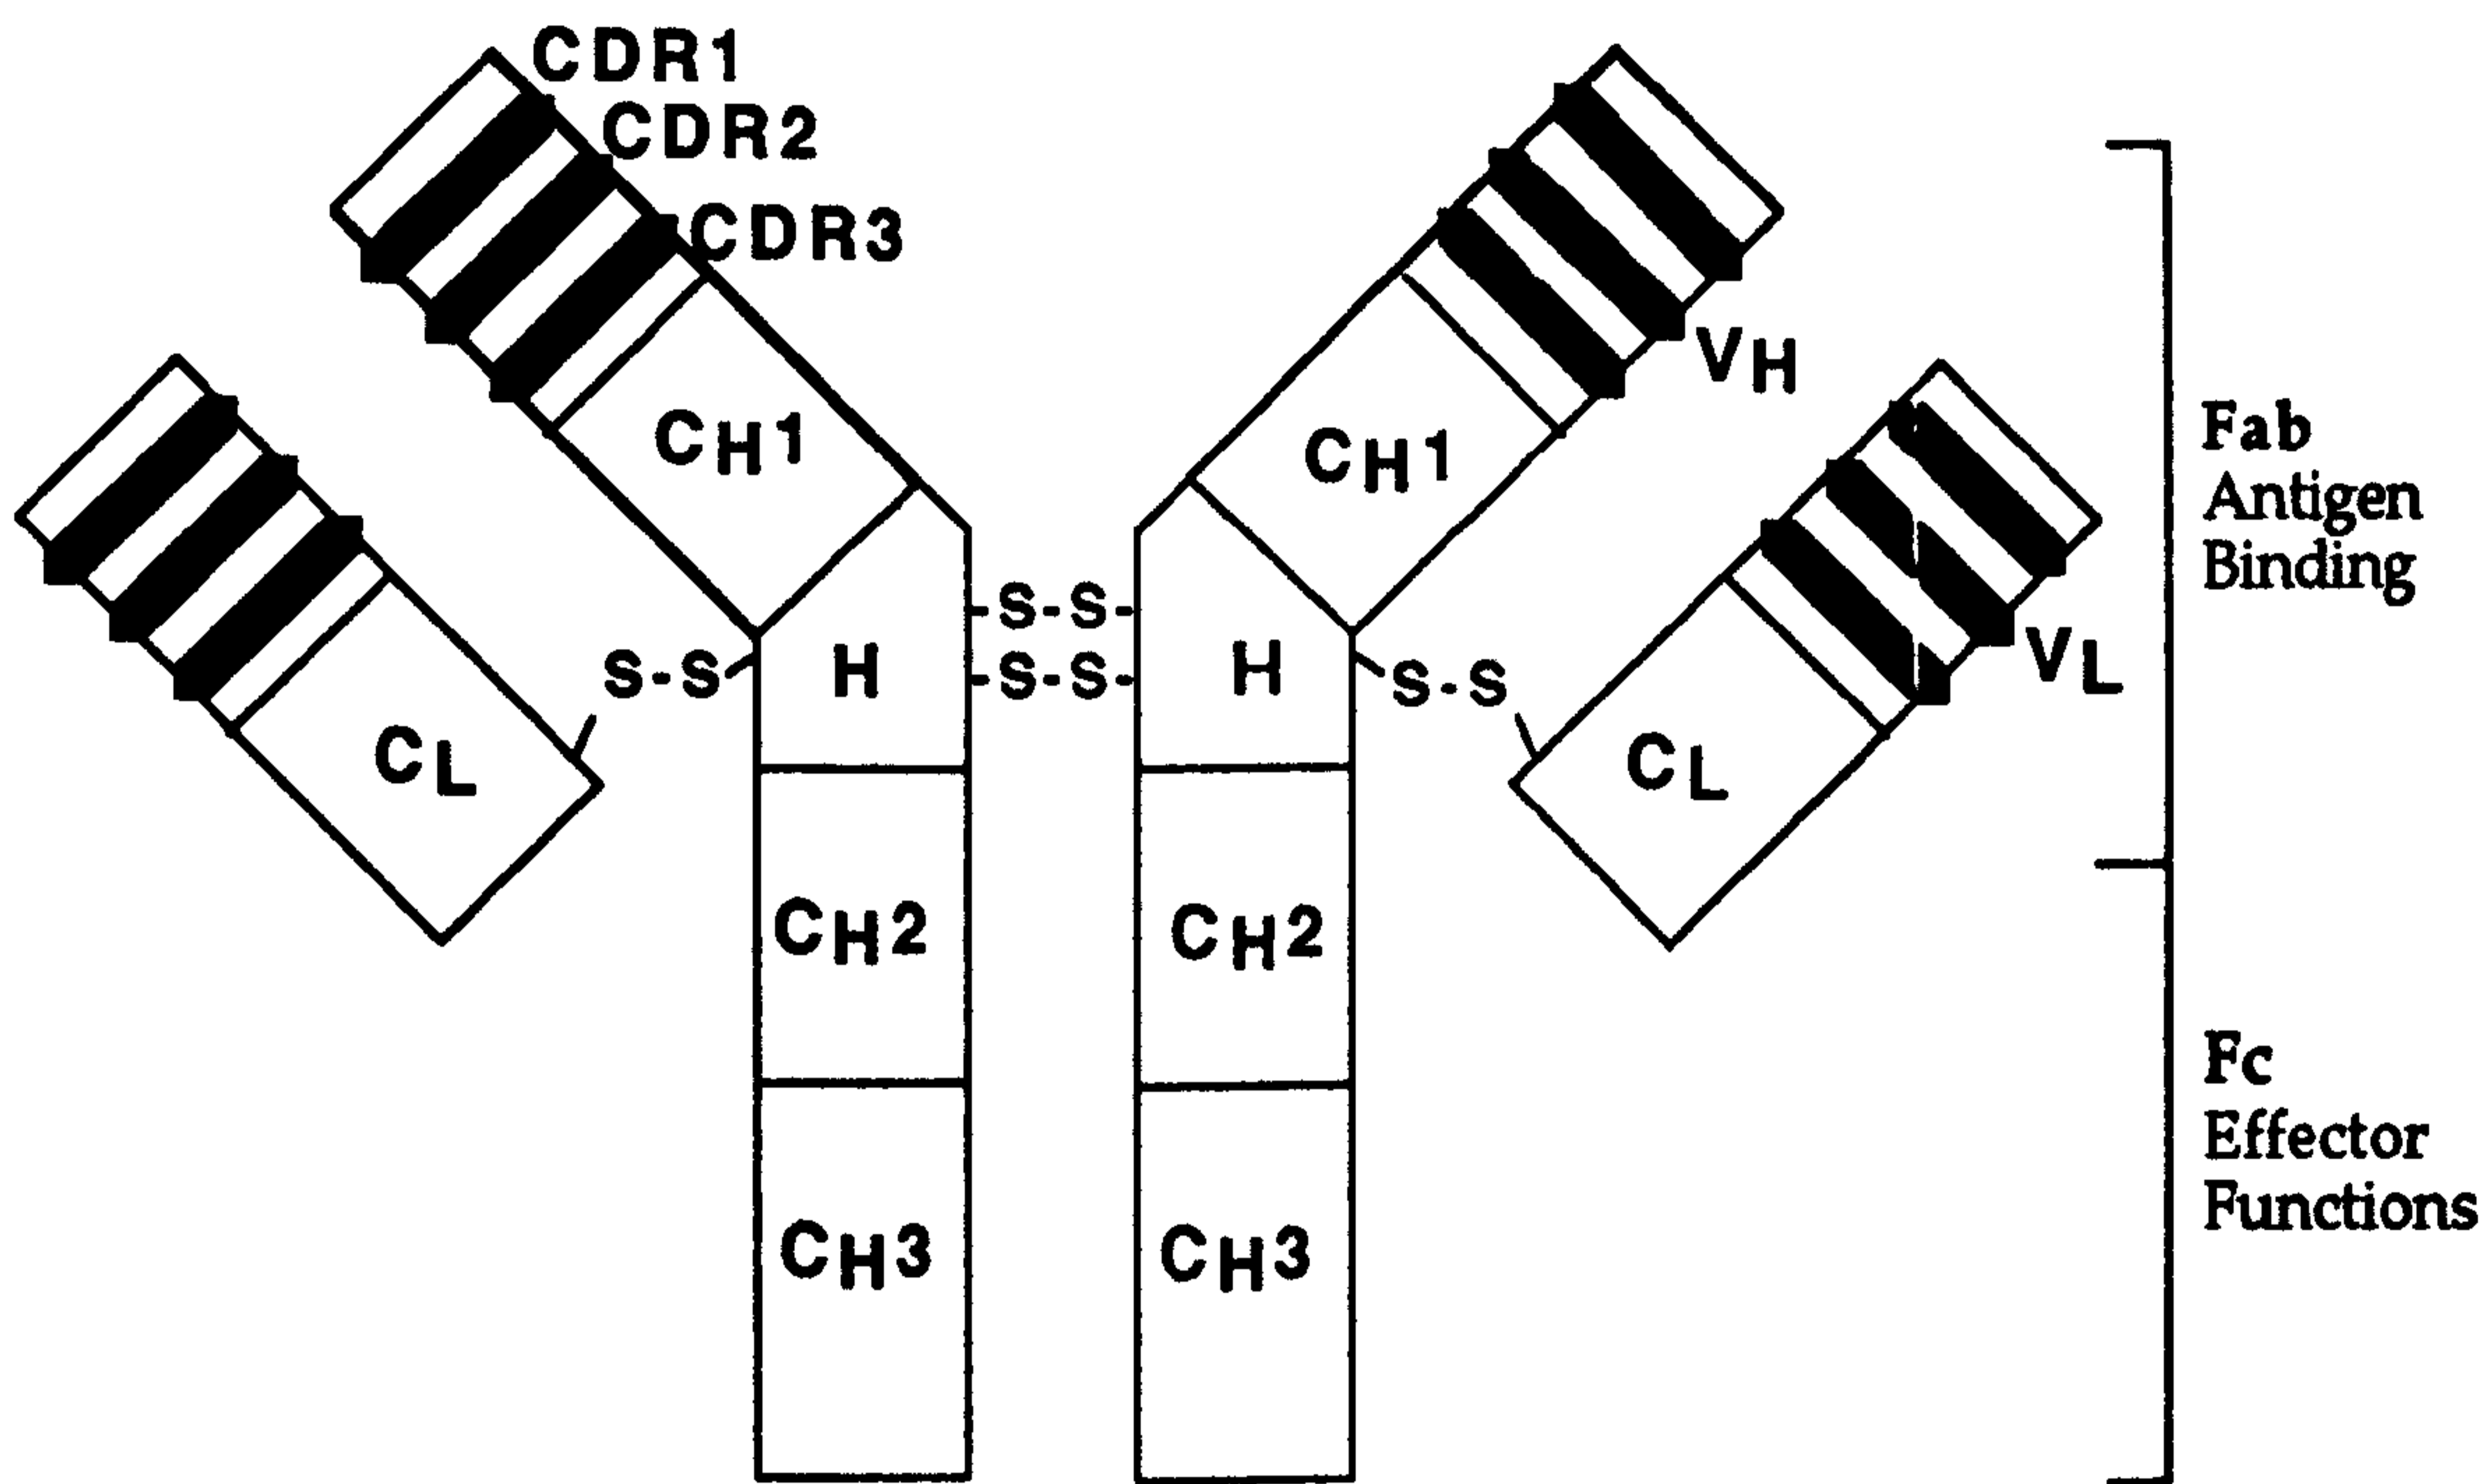 CDR1
CDR2
CDR3
VH
CH1
CH1
Fab
Antigen
Binding
-S-S-
S-S
H
-S-S-
H
S-S
VL
CL
CL
CH2
CH2
Fc
Effector
Functions
CH3
CH3